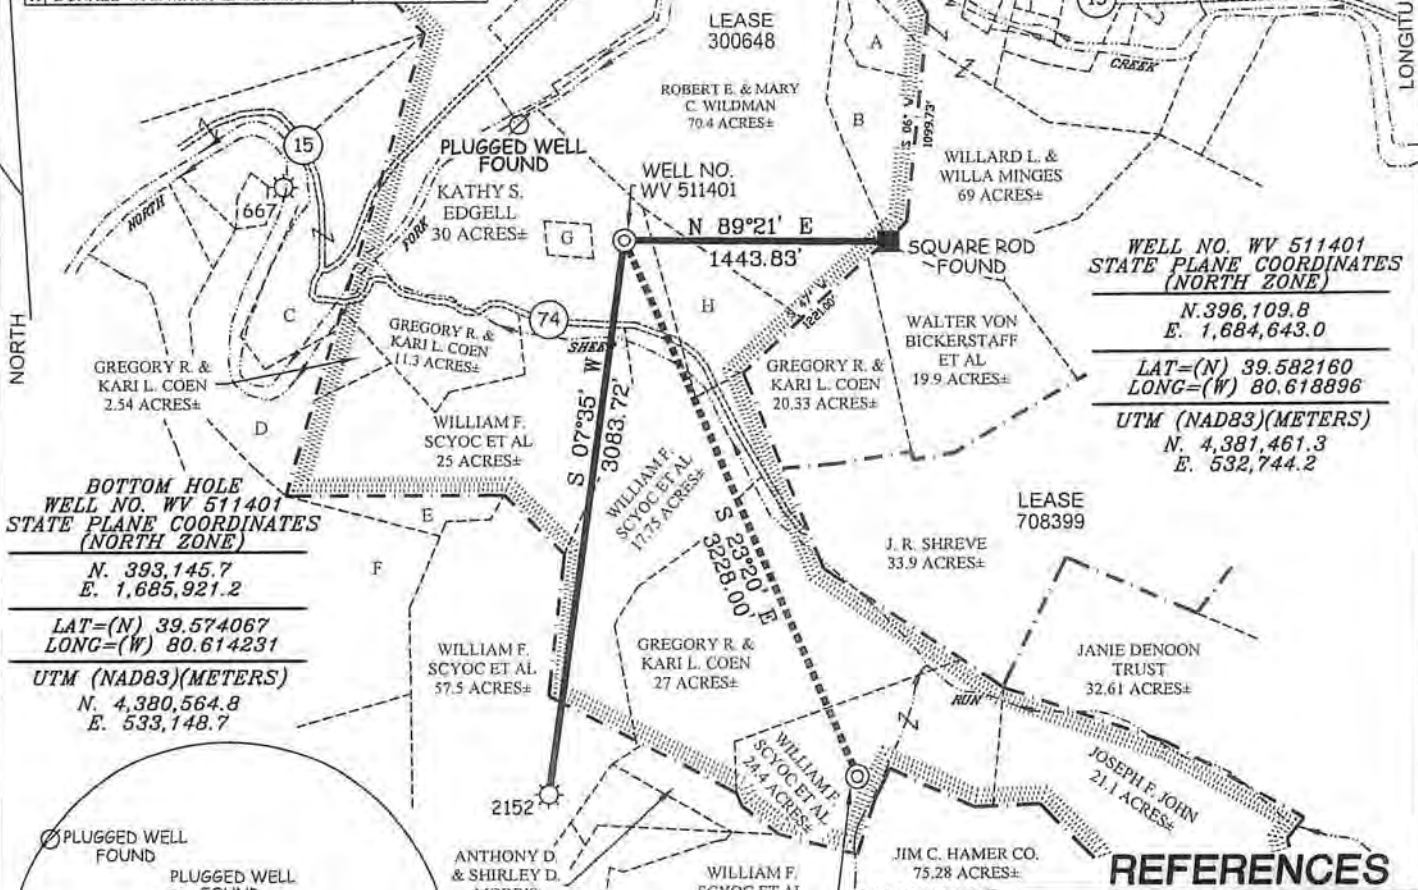 LEASE
300648
ROBERT E. & MARY
C. WILDMAN
70.4 ACRES±
A
B
15
CREEK
LONGITU
S 06°
1099.73'
WILLARD L. &
WILLA MINGES
69 ACRES±
15
667
NORTH
FORK
PLUGGED WELL
FOUND
KATHY S.
EDGELL
30 ACRES±
G
WELL NO.
WV 511401
N 89°21' E
1443.83'
SQUARE ROD
FOUND
H
47°
1221.00'
WELL NO. WV 511401
STATE PLANE COORDINATES
(NORTH ZONE)
N.396,109.8
E. 1,684,643.0
LAT=(N) 39.582160
LONG=(W) 80.618896
UTM (NAD83)(METERS)
N. 4,381,461.3
E. 532,744.2
NORTH
C
GREGORY R. &
KARI L. COEN
2.54 ACRES±
GREGORY R. &
KARI L. COEN
11.3 ACRES±
74
WALTER VON
BICKERSTAFF
ET AL
19.9 ACRES±
GREGORY R. &
KARI L. COEN
20.33 ACRES±
D
WILLIAM F.
SCYOC ET AL
25 ACRES±
S 07°35' W
3083.72'
WILLIAM F.
SCYOC ET AL
17.75 ACRES±
S 23°20' E
3228.00'
BOTTOM HOLE
WELL NO. WV 511401
STATE PLANE COORDINATES
(NORTH ZONE)
N. 393,145.7
E. 1,685,921.2
LAT=(N) 39.574067
LONG=(W) 80.614231
UTM (NAD83)(METERS)
N. 4,380,564.8
E. 533,148.7
E
F
LEASE
708399
J. R. SHREVE
33.9 ACRES±
WILLIAM F.
SCYOC ET AL
57.5 ACRES±
GREGORY R. &
KARI L. COEN
27 ACRES±
JANIE DENOON
TRUST
32.61 ACRES±
RUN
WILLIAM F.
SCYOC ET AL
24.4 ACRES±
JOSEPH F. JOHN
21.1 ACRES±
2152
PLUGGED WELL
FOUND
PLUGGED WELL
FOUND
ANTHONY D.
& SHIRLEY D.
MORRIS
WILLIAM F.
SCYOC ET AL
JIM C. HAMER CO.
75.28 ACRES±
REFERENCES